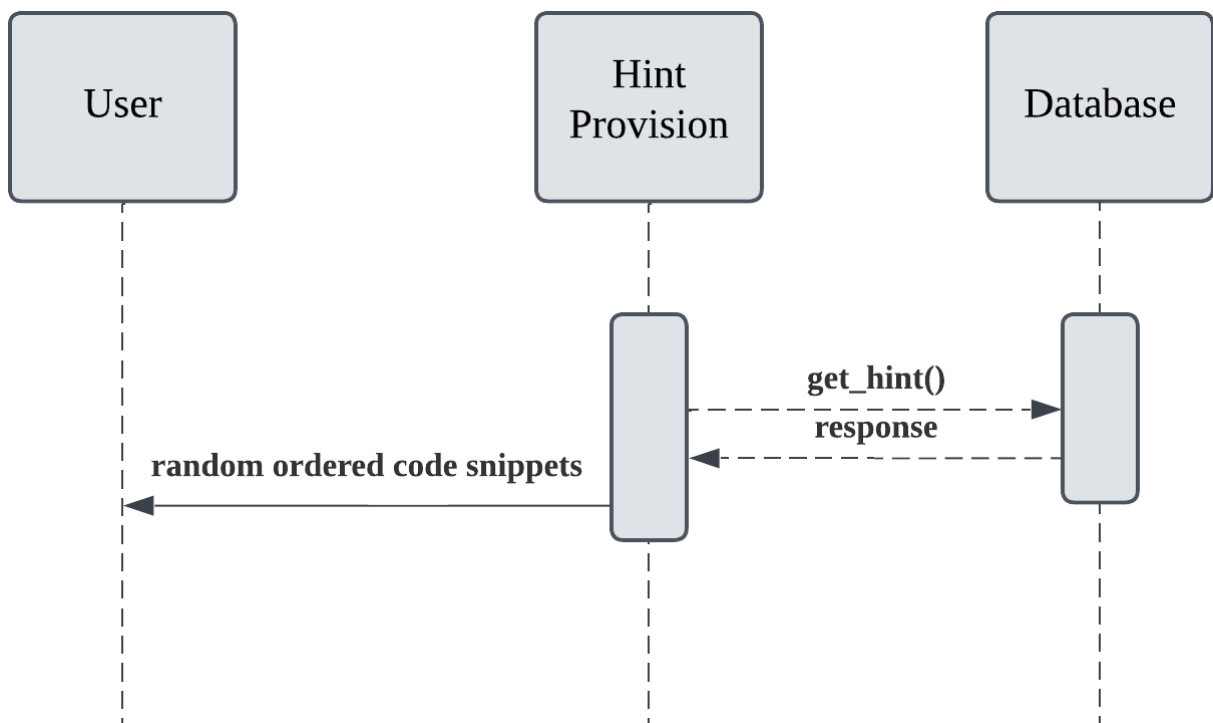 User
Hint
Provision
Database
get_hint()
response
random ordered code snippets